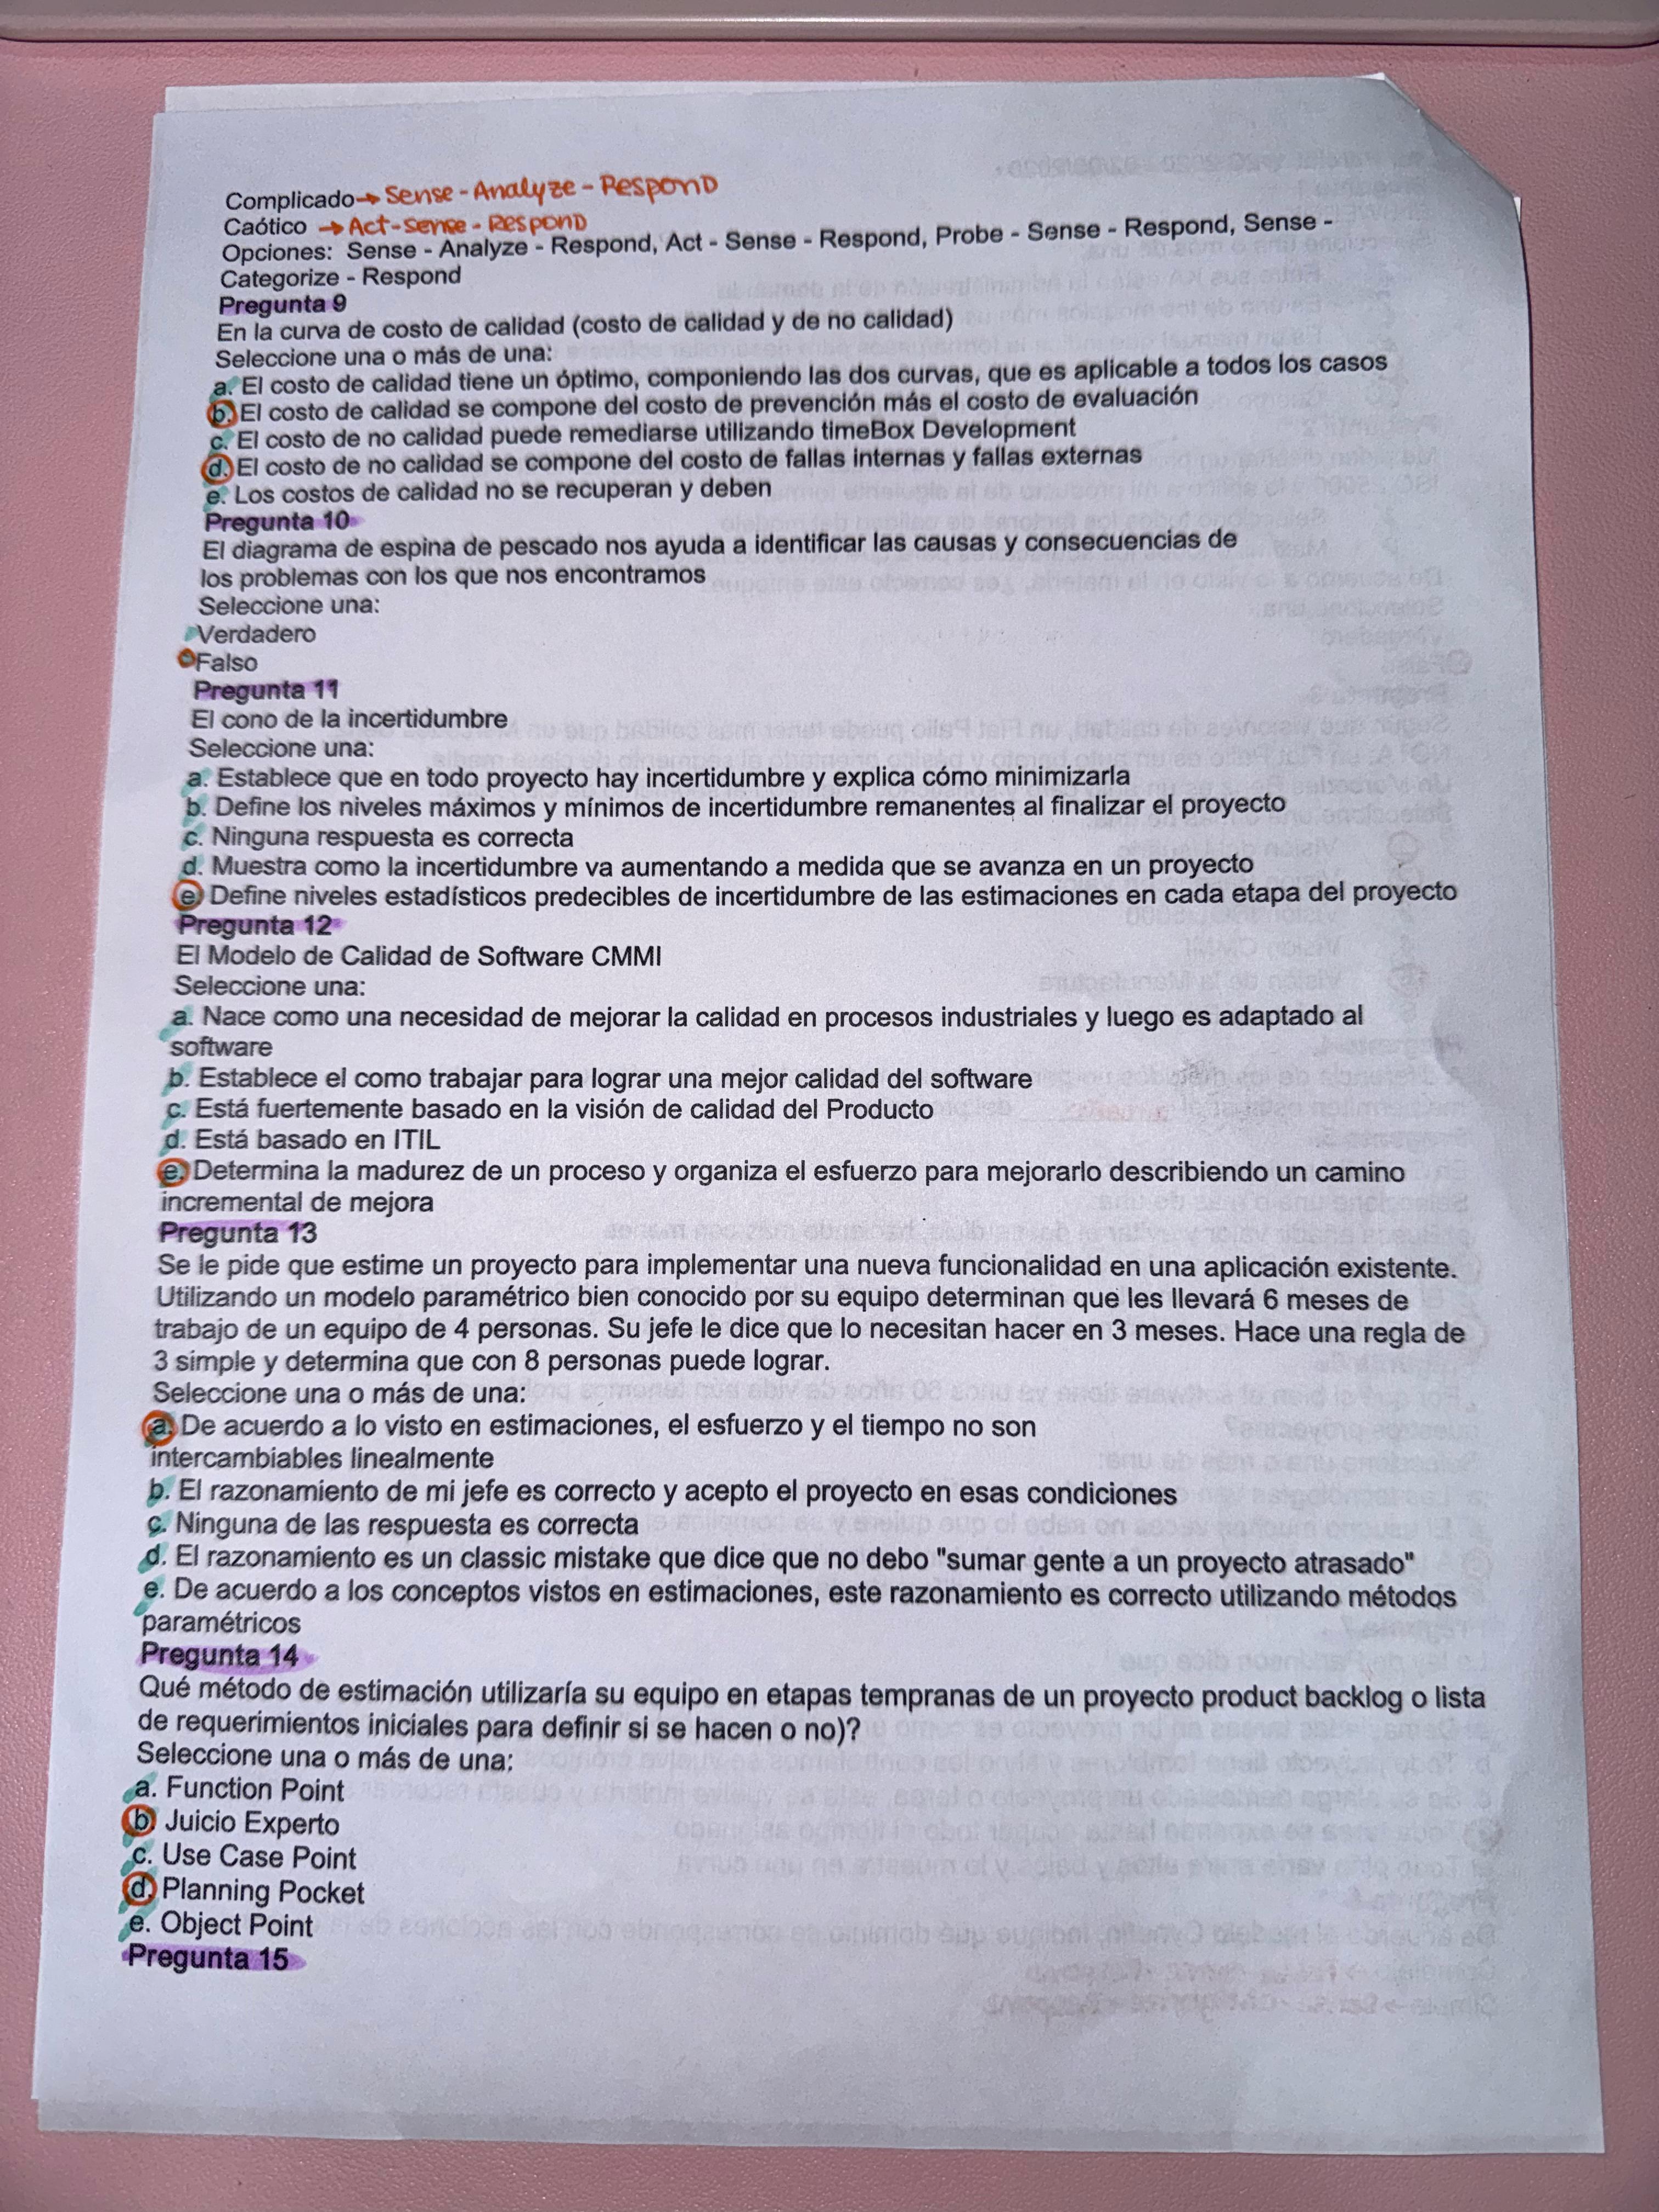 Complicado→ Sense - Analyze - Respond
Caótico → Act - Sense - Respond
Opciones: Sense - Analyze - Respond, Act - Sense - Respond, Probe - Sense - Respond, Sense -
Categorize - Respond
Pregunta 9
En la curva de costo de calidad (costo de calidad y de no calidad)
Seleccione una o más de una:
a. El costo de calidad tiene un óptimo, componiendo las dos curvas, que es aplicable a todos los casos
b. El costo de calidad se compone del costo de prevención más el costo de evaluación
c. El costo de no calidad puede remediarse utilizando timeBox Development
d. El costo de no calidad se compone del costo de fallas internas y fallas externas
e. Los costos de calidad no se recuperan y deben
Pregunta 10
El diagrama de espina de pescado nos ayuda a identificar las causas y consecuencias de
los problemas con los que nos encontramos
Seleccione una:
Verdadero
Falso
Pregunta 11
El cono de la incertidumbre
Seleccione una:
a. Establece que en todo proyecto hay incertidumbre y explica cómo minimizarla
b. Define los niveles máximos y mínimos de incertidumbre remanentes al finalizar el proyecto
c. Ninguna respuesta es correcta
d. Muestra como la incertidumbre va aumentando a medida que se avanza en un proyecto
e. Define niveles estadísticos predecibles de incertidumbre de las estimaciones en cada etapa del proyecto
Pregunta 12
El Modelo de Calidad de Software CMMI
Seleccione una:
a. Nace como una necesidad de mejorar la calidad en procesos industriales y luego es adaptado al
software
b. Establece el como trabajar para lograr una mejor calidad del software
c. Está fuertemente basado en la visión de calidad del Producto
d. Está basado en ITIL
e. Determina la madurez de un proceso y organiza el esfuerzo para mejorarlo describiendo un camino
incremental de mejora
Pregunta 13
Se le pide que estime un proyecto para implementar una nueva funcionalidad en una aplicación existente.
Utilizando un modelo paramétrico bien conocido por su equipo determinan que les llevará 6 meses de
trabajo de un equipo de 4 personas. Su jefe le dice que lo necesitan hacer en 3 meses. Hace una regla de
3 simple y determina que con 8 personas puede lograr.
Seleccione una o más de una:
a. De acuerdo a lo visto en estimaciones, el esfuerzo y el tiempo no son
intercambiables linealmente
b. El razonamiento de mi jefe es correcto y acepto el proyecto en esas condiciones
c. Ninguna de las respuesta es correcta
d. El razonamiento es un classic mistake que dice que no debo "sumar gente a un proyecto atrasado"
e. De acuerdo a los conceptos vistos en estimaciones, este razonamiento es correcto utilizando métodos
paramétricos
Pregunta 14
Qué método de estimación utilizaría su equipo en etapas tempranas de un proyecto product backlog o lista
de requerimientos iniciales para definir si se hacen o no)?
Seleccione una o más de una:
a. Function Point
b. Juicio Experto
c. Use Case Point
d. Planning Pocket
e. Object Point
Pregunta 15